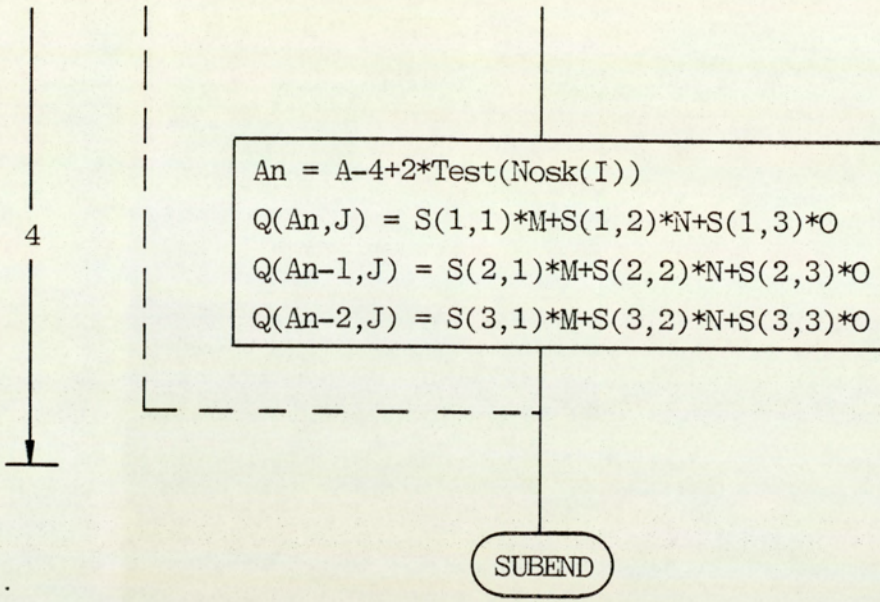 An = A-4+2*Test(Nosk(I))
4
Q(An,J) = S(1,1)*M+S(1,2)*N+S(1,3)*O
Q(An-1,J) = S(2,1)*M+S(2,2)*N+S(2,3)*O
Q(An-2,J) = S(3,1)*M+S(3,2)*N+S(3,3)*O
SUBEND